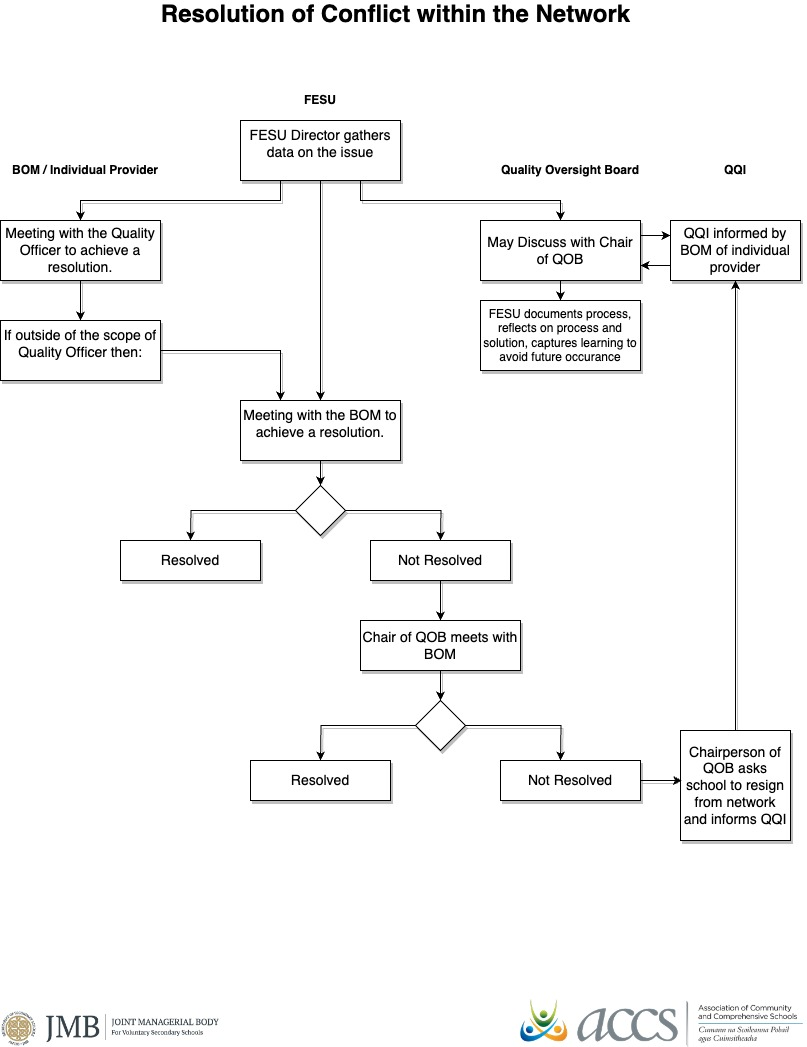 Resolution of Conflict within the Network
FESU
FESU Director gathers
data on the issue
BOM / Individual Provider
Quality Oversight Board
QQI
Meeting with the Quality
Officer to achieve a
resolution.
May Discuss with Chair
of QOB
QQI informed by
BOM of individual
provider
If outside of the scope of
Quality Officer then:
FESU documents process,
reflects on process and
solution, captures learning to
avoid future occurance
Meeting with the BOM to
achieve a resolution.
Resolved
Not Resolved
Chair of QOB meets with
BOM
Resolved
Not Resolved
Chairperson of
QOB asks
school to resign
from network
and informs QQI
JMB
JOINT MANAGERIAL BODY
For Voluntary Secondary Schools
accs
Association of Community
and Comprehensive Schools
Cumann na Scoileanna Pobail
agus Cuimsitheacha